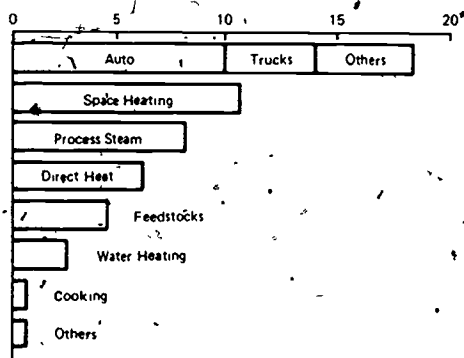 0 5 10 15 20
Auto Trucks Others
Space Heating
Process Steam
Direct Heat
Feedstocks
Water Heating
Cooking
Others